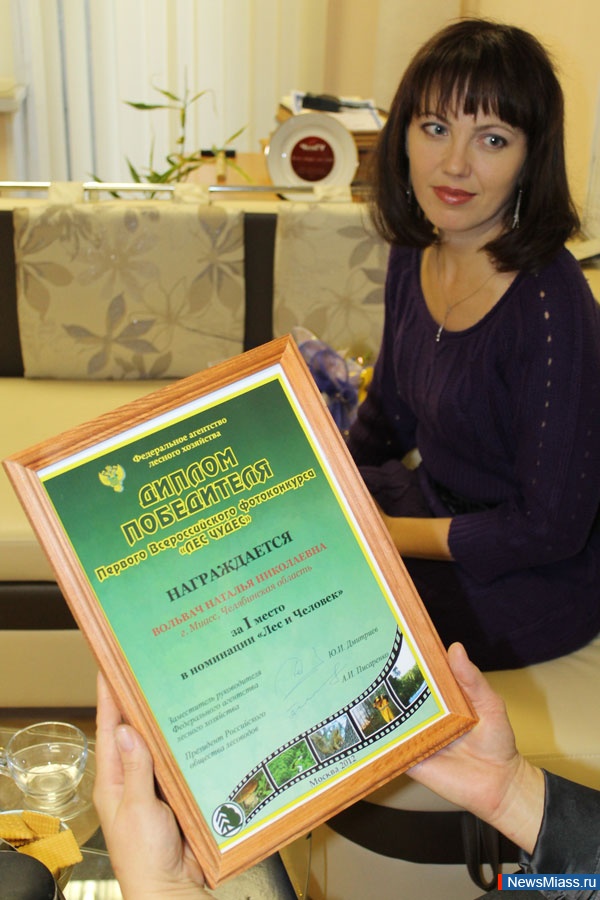 Федеральное агентство
лесного хозяйства
ДИПЛОМ
ПОБЕДИТЕЛЯ
Первого Всероссийского фотоконкурса
«ЛЕС ЧУДЕС»
НАГРАЖДАЕТСЯ
ВОЛЬВАЧ НАТАЛЬЯ НИКОЛАЕВНА
г. Миасс, Челябинская область
за I место
в номинации «Лес и Человек»
Заместитель руководителя
Федерального агентства
лесного хозяйства
Ю.И. Дмитриев
Президент Российского
общества лесоводов
А.И. Писаренко
Москва 2012
NewsMiass.ru